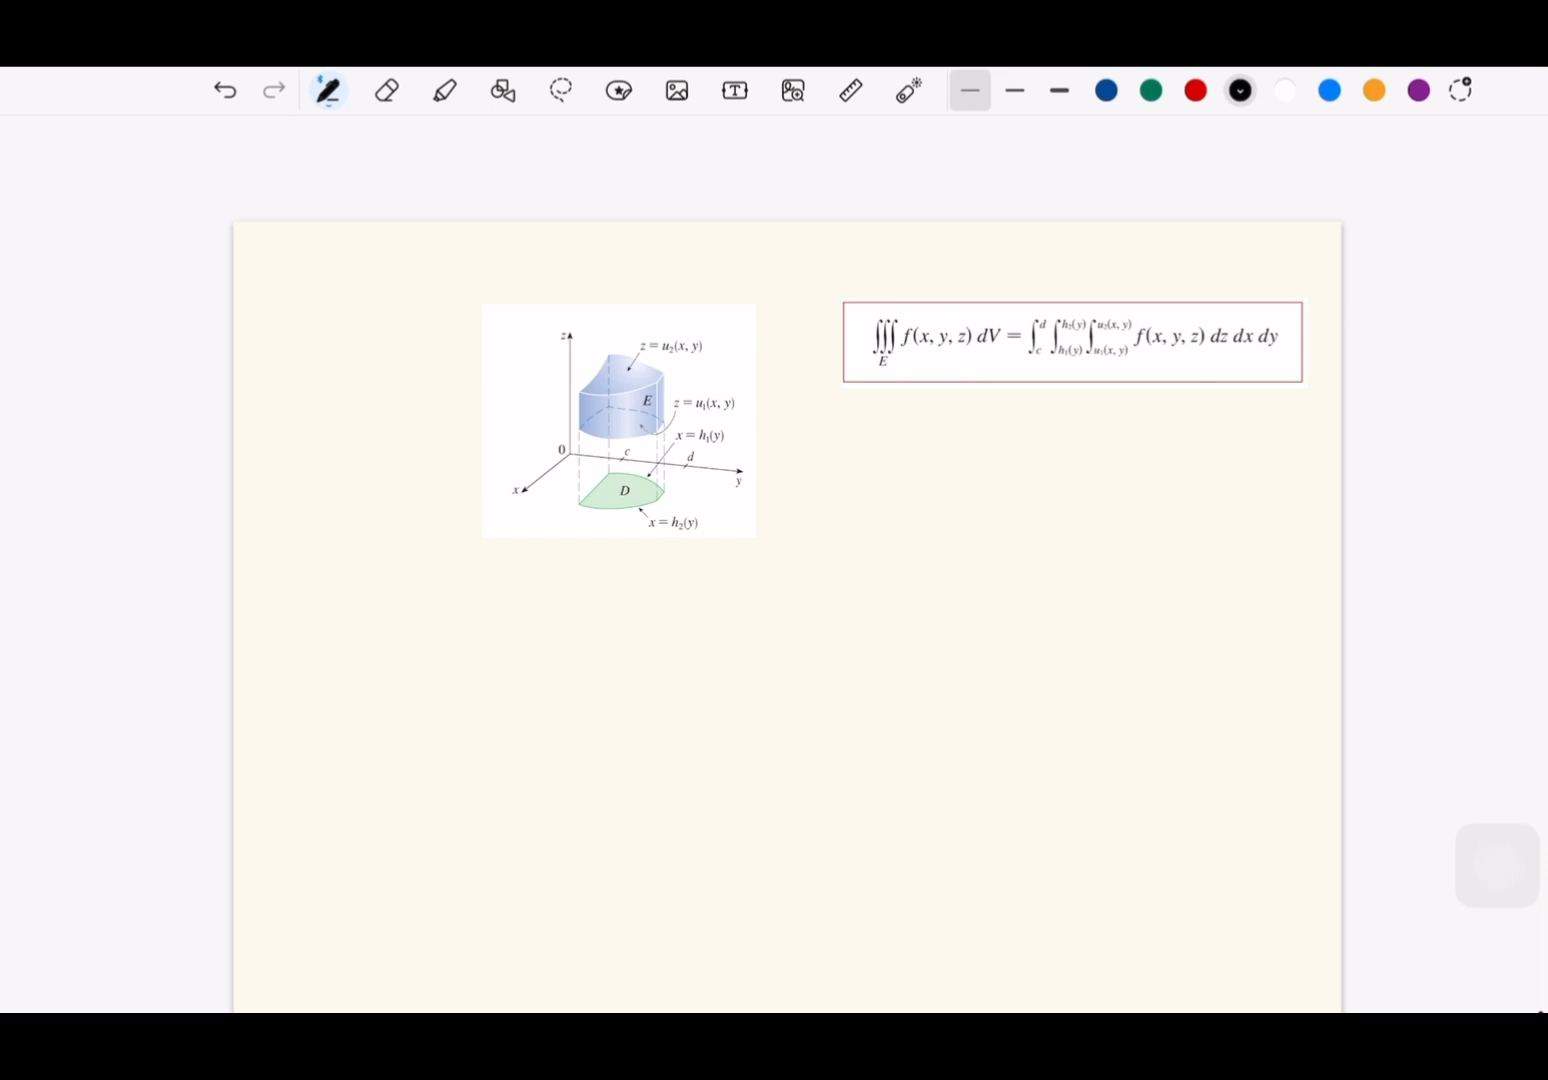 z
z = u₂(x, y)
E
z = u₁(x, y)
x = h₁(y)
0
c
d
x
y
D
x = h₂(y)
∭_E f(x, y, z) dV = ∫_c^d ∫_{h₁(y)}^{h₂(y)} ∫_{u₁(x, y)}^{u₂(x, y)} f(x, y, z) dz dx dy